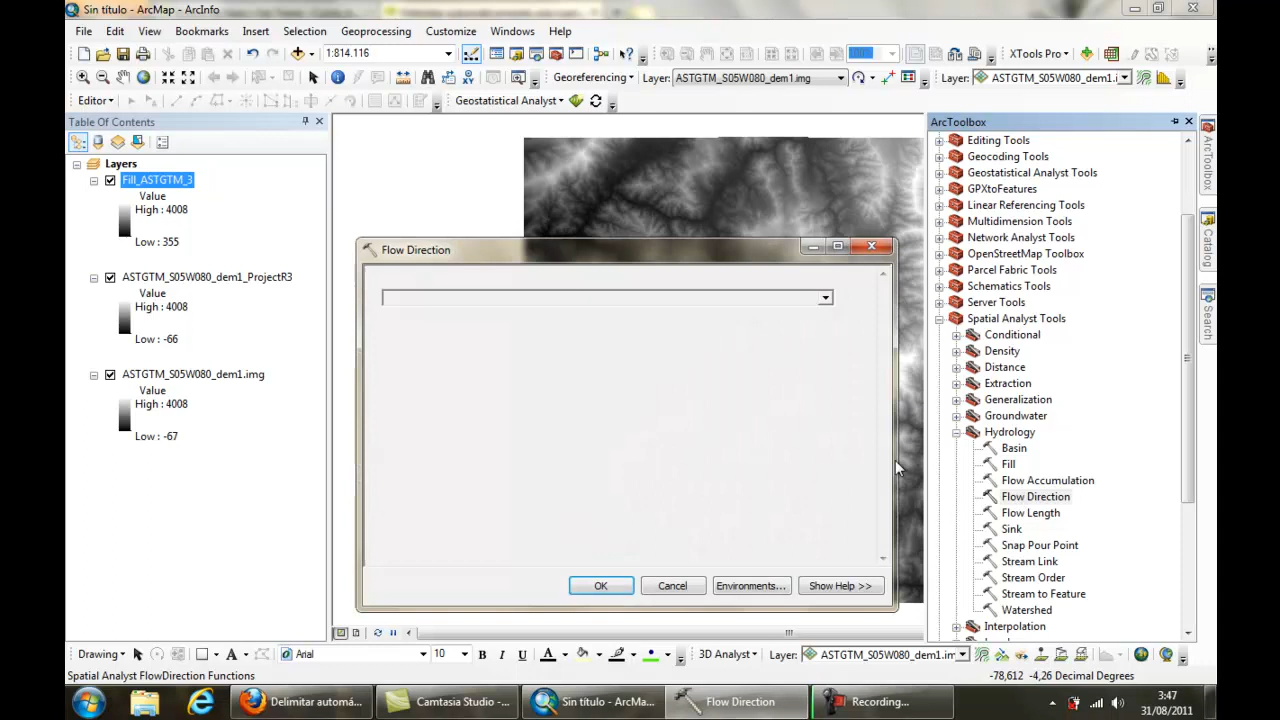 Sin título - ArcMap - ArcInfo
File Edit View Bookmarks Insert Selection Geoprocessing Customize Windows Help
1:814.116 XTools Pro
Georeferencing Layer: ASTGTM_S05W080_dem1.img Layer: ASTGTM_S05W080_dem1.i
Editor Geostatistical Analyst
Table Of Contents
Layers
Fill_ASTGTM_3
Value
High : 4008
Low : 355
ASTGTM_S05W080_dem1_ProjectR3
Value
High : 4008
Low : -66
ASTGTM_S05W080_dem1.img
Value
High : 4008
Low : -67
Flow Direction
OK Cancel Environments... Show Help >>
ArcToolbox
Editing Tools
Geocoding Tools
Geostatistical Analyst Tools
GPXtoFeatures
Linear Referencing Tools
Multidimension Tools
Network Analyst Tools
OpenStreetMap Toolbox
Parcel Fabric Tools
Schematics Tools
Server Tools
Spatial Analyst Tools
Conditional
Density
Distance
Extraction
Generalization
Groundwater
Hydrology
Basin
Fill
Flow Accumulation
Flow Direction
Flow Length
Sink
Snap Pour Point
Stream Link
Stream Order
Stream to Feature
Watershed
Interpolation
ArcToolbox
Catalog
Search
Drawing Arial 10 B I U A 3D Analyst Layer: ASTGTM_S05W080_dem1.im
Spatial Analyst FlowDirection Functions -78,612 -4,26 Decimal Degrees
Delimitar automá... Camtasia Studio -... Sin título - ArcMa... Flow Direction Recording...
3:47
31/08/2011